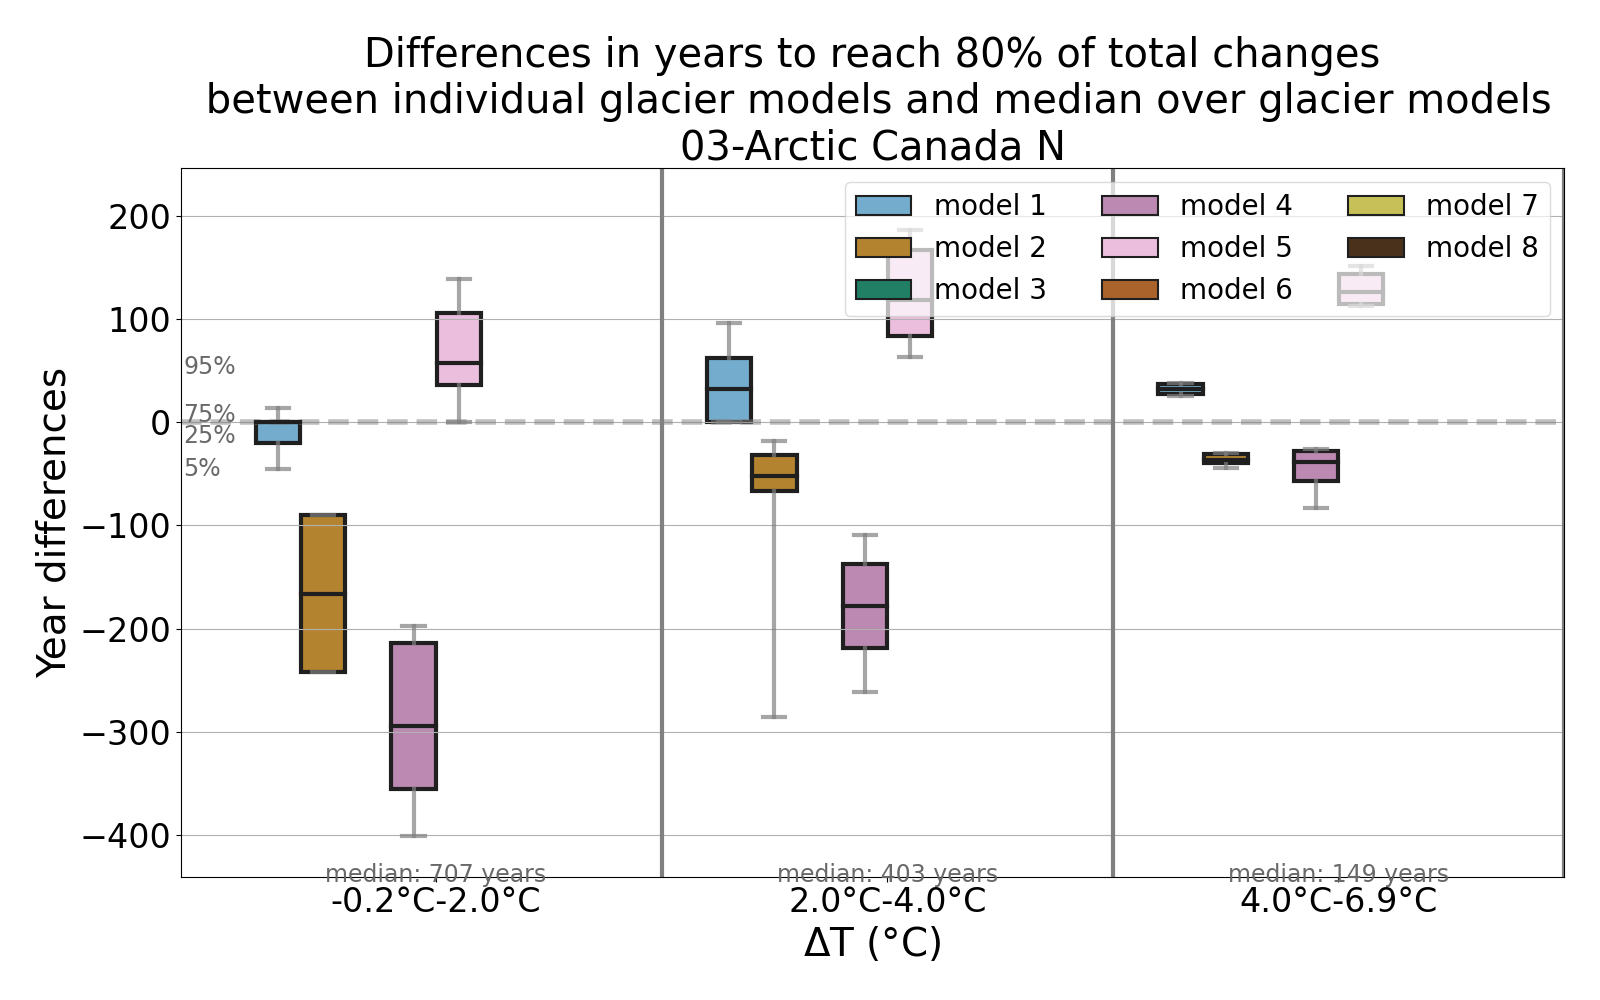 Differences in years to reach 80% of total changes
between individual glacier models and median over glacier models
03-Arctic Canada N
model 1
model 2
model 3
model 4
model 5
model 6
model 7
model 8
200
100
0
−100
−200
−300
−400
Year differences
95%
75%
25%
5%
median: 707 years
median: 403 years
median: 149 years
-0.2°C-2.0°C
2.0°C-4.0°C
4.0°C-6.9°C
ΔT (°C)